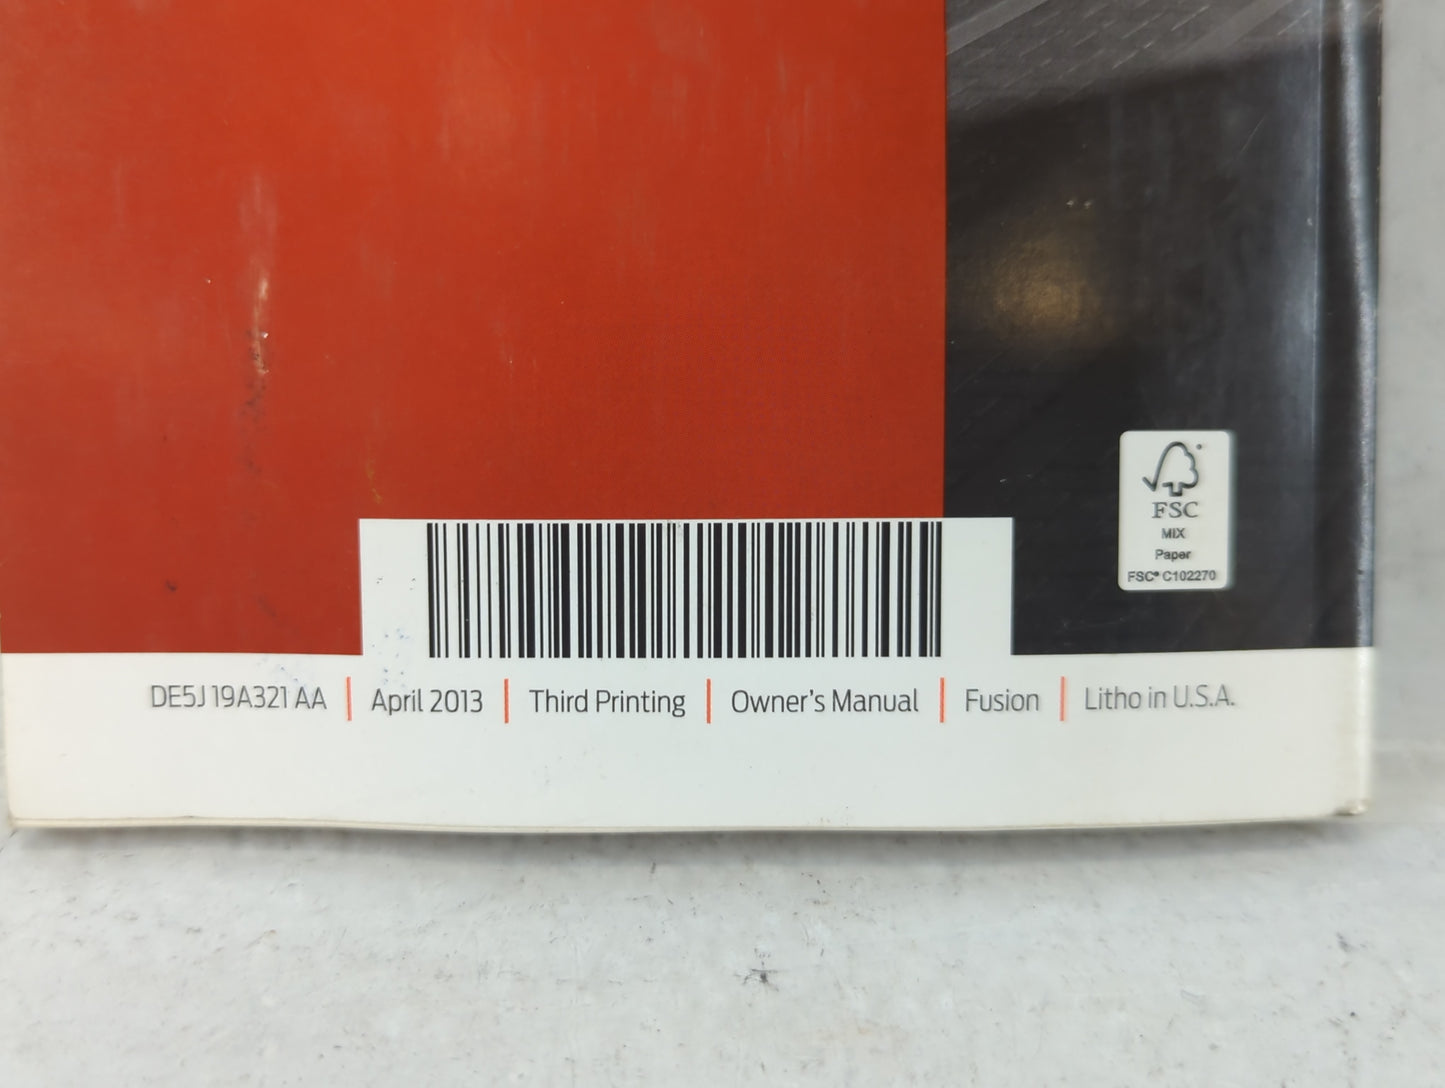 FSC
MIX
Paper
FSC® C102270
DE5J 19A321 AA | April 2013 | Third Printing | Owner's Manual | Fusion | Litho in U.S.A.